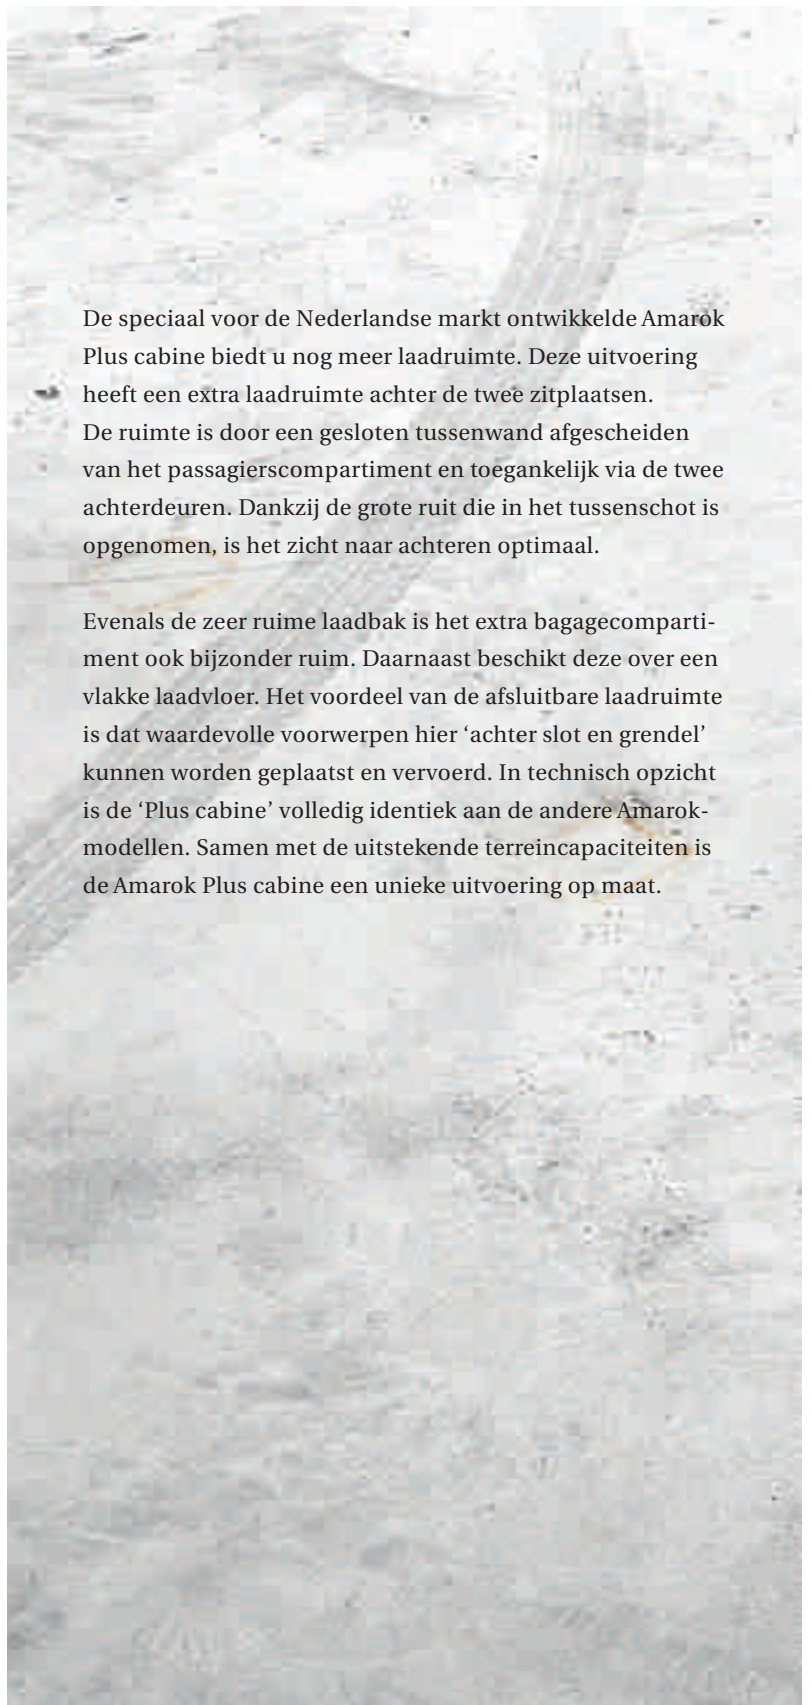 De speciaal voor de Nederlandse markt ontwikkelde Amarok
Plus cabine biedt u nog meer laadruimte. Deze uitvoering
heeft een extra laadruimte achter de twee zitplaatsen.
De ruimte is door een gesloten tussenwand afgescheiden
van het passagierscompartiment en toegankelijk via de twee
achterdeuren. Dankzij de grote ruit die in het tussenschot is
opgenomen, is het zicht naar achteren optimaal.
Evenals de zeer ruime laadbak is het extra bagagecomparti-
ment ook bijzonder ruim. Daarnaast beschikt deze over een
vlakke laadvloer. Het voordeel van de afsluitbare laadruimte
is dat waardevolle voorwerpen hier ‘achter slot en grendel’
kunnen worden geplaatst en vervoerd. In technisch opzicht
is de ‘Plus cabine’ volledig identiek aan de andere Amarok-
modellen. Samen met de uitstekende terreincapaciteiten is
de Amarok Plus cabine een unieke uitvoering op maat.